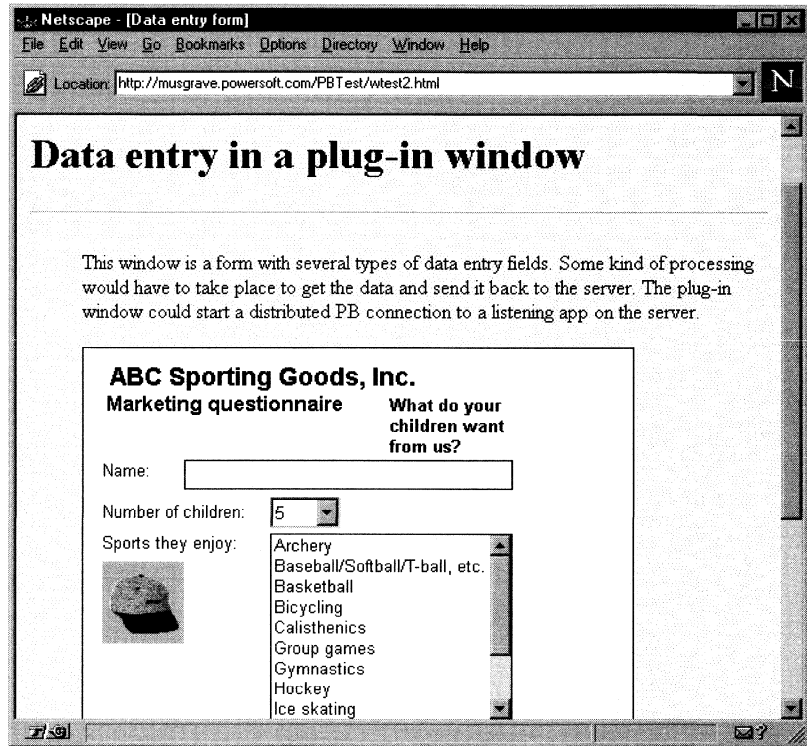 Netscape - [Data entry form]
File Edit View Go Bookmarks Options Directory Window Help
Location: http://musgrave.powersoft.com/PBTest/wtest2.html
N
Data entry in a plug-in window
This window is a form with several types of data entry fields. Some kind of processing
would have to take place to get the data and send it back to the server. The plug-in
window could start a distributed PB connection to a listening app on the server.
ABC Sporting Goods, Inc.
Marketing questionnaire
What do your
children want
from us?
Name:
Number of children: 5
Sports they enjoy:
Archery
Baseball/Softball/T-ball, etc.
Basketball
Bicycling
Calisthenics
Group games
Gymnastics
Hockey
Ice skating
?